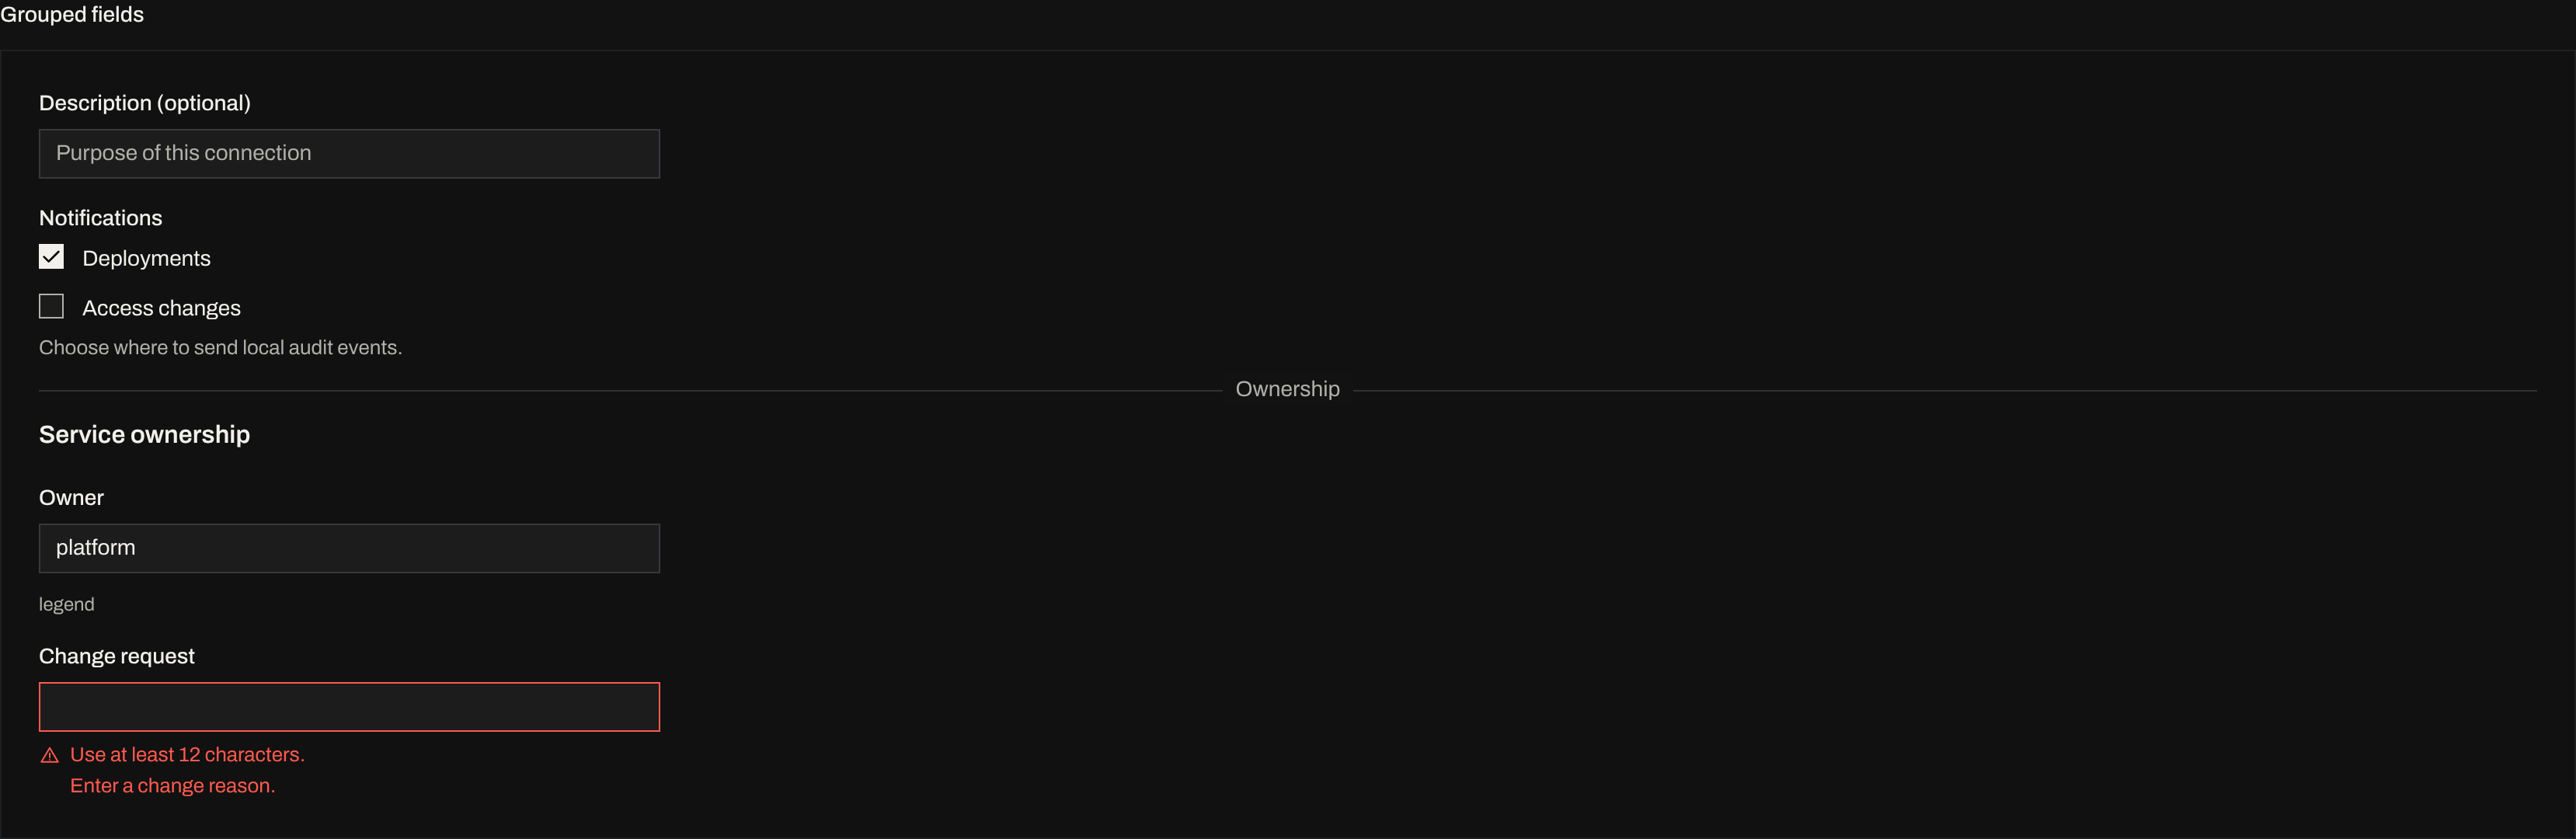 Grouped fields
Description (optional)
Purpose of this connection
Notifications
Deployments
Access changes
Choose where to send local audit events.
Ownership
Service ownership
Owner
platform
legend
Change request
Use at least 12 characters.
Enter a change reason.